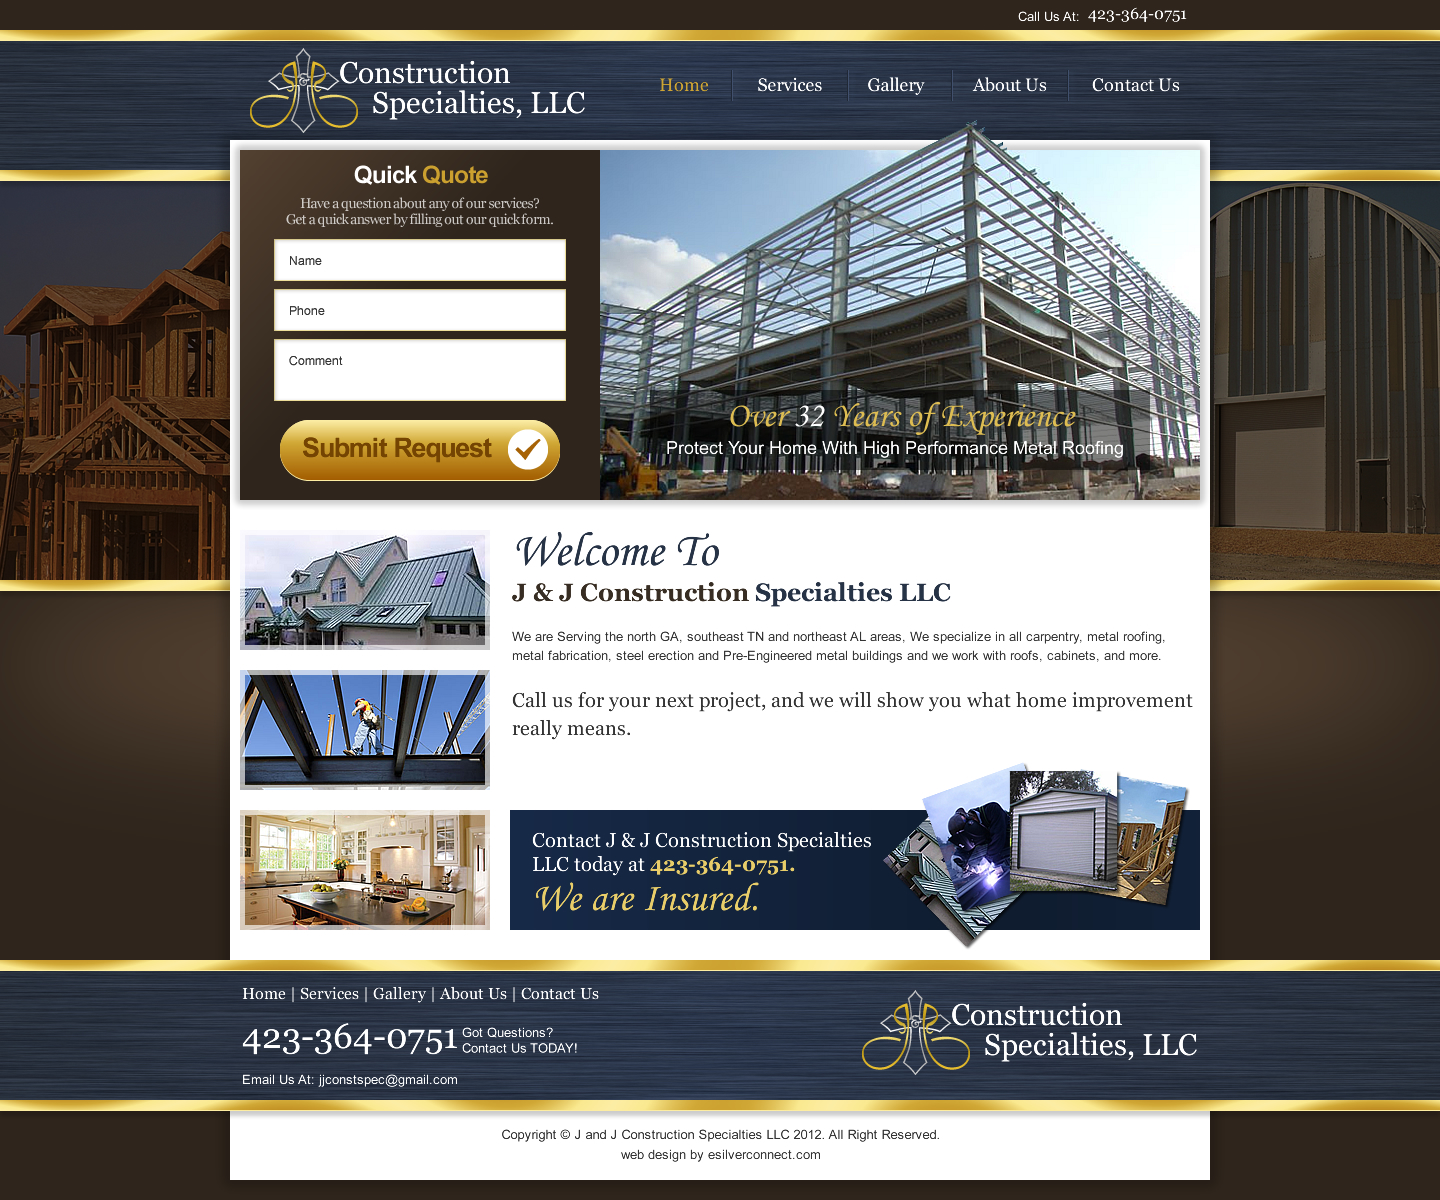 Call Us At: 423-364-0751
& Construction
Specialties, LLC
Home Services Gallery About Us Contact Us
Quick Quote
Have a question about any of our services?
Get a quick answer by filling out our quick form.
Name
Phone
Comment
Submit Request
Over 32 Years of Experience
Protect Your Home With High Performance Metal Roofing
Welcome To
J & J Construction Specialties LLC
We are Serving the north GA, southeast TN and northeast AL areas, We specialize in all carpentry, metal roofing,
metal fabrication, steel erection and Pre-Engineered metal buildings and we work with roofs, cabinets, and more.
Call us for your next project, and we will show you what home improvement
really means.
Contact J & J Construction Specialties
LLC today at 423-364-0751.
We are Insured.
Home | Services | Gallery | About Us | Contact Us
423-364-0751
Got Questions?
Contact Us TODAY!
Email Us At: jjconstspec@gmail.com
& Construction
Specialties, LLC
Copyright © J and J Construction Specialties LLC 2012. All Right Reserved.
web design by esilverconnect.com